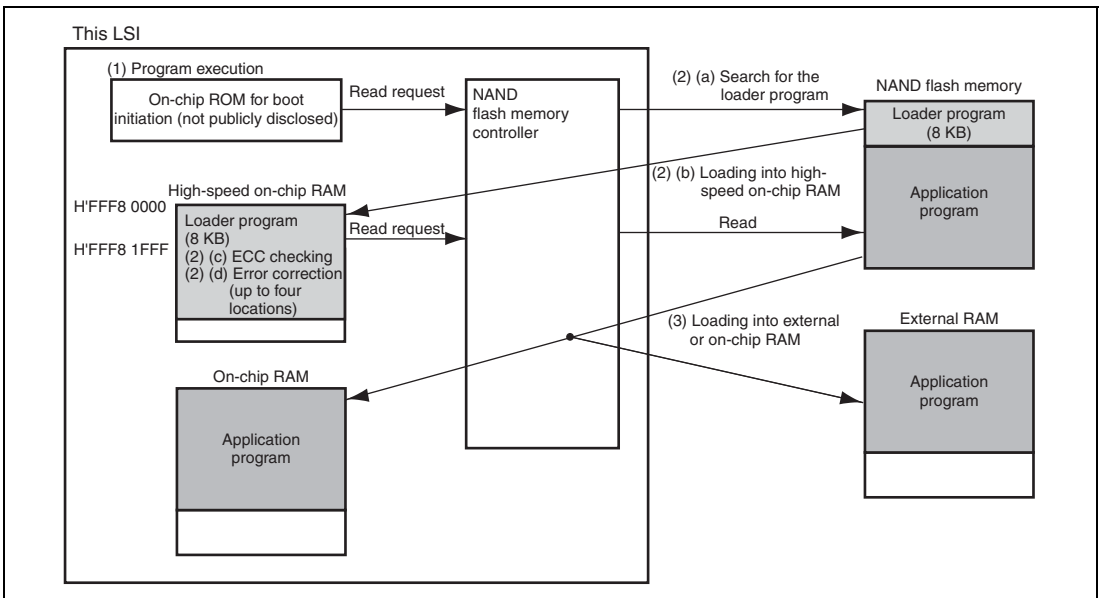 This LSI
(1) Program execution
On-chip ROM for boot
initiation (not publicly disclosed)
Read request
NAND
flash memory
controller
(2) (a) Search for the
loader program
NAND flash memory
Loader program
(8 KB)
Application
program
(2) (b) Loading into high-
speed on-chip RAM
High-speed on-chip RAM
H'FFF8 0000
H'FFF8 1FFF
Loader program
(8 KB)
(2) (c) ECC checking
(2) (d) Error correction
(up to four
locations)
Read request
Read
(3) Loading into external
or on-chip RAM
External RAM
Application
program
On-chip RAM
Application
program